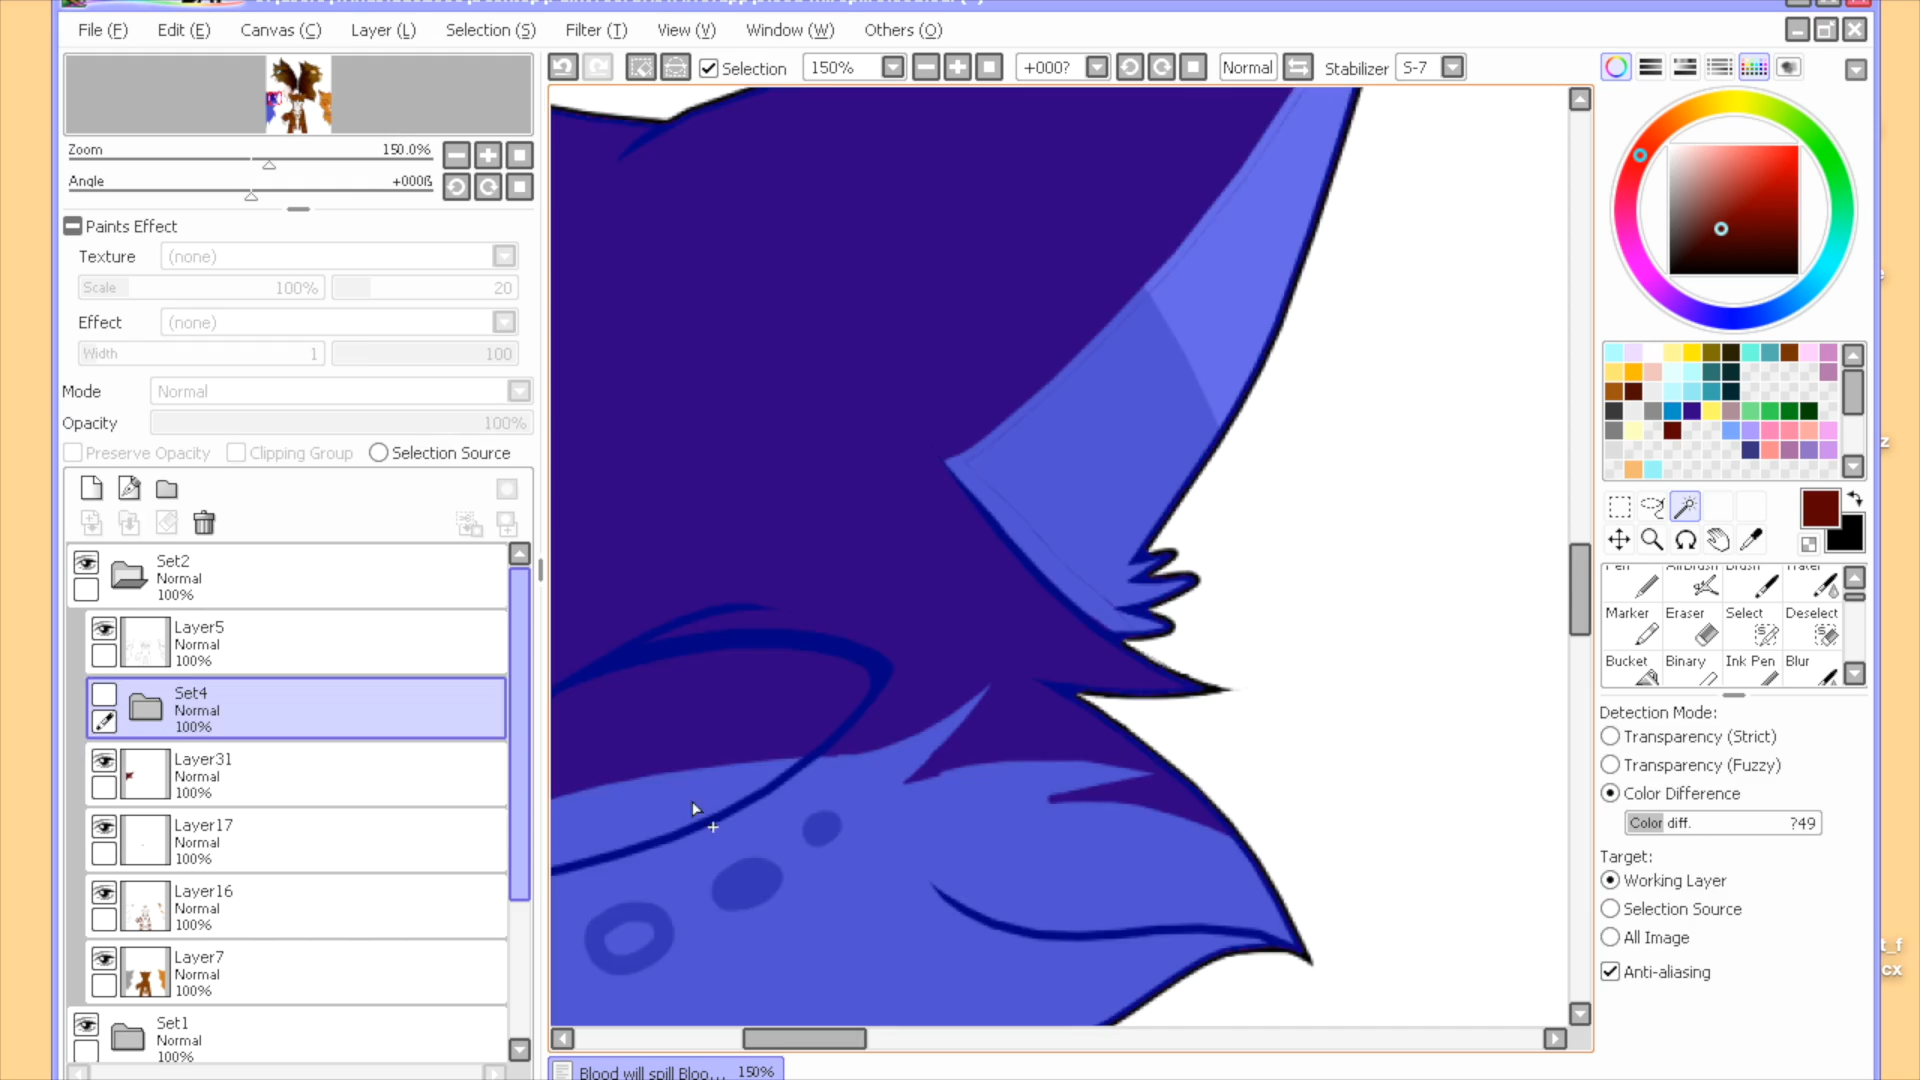 File (F) Edit (E) Canvas (C) Layer (L) Selection (S) Filter (T) View (V) Window (W) Others (O)
Selection 150% +000? Normal Stabilizer S-7
Zoom 150.0%
Angle +000ß
Paints Effect
Texture (none)
Scale 100% 20
Effect (none)
Width 1 100
Mode Normal
Opacity 100%
Preserve Opacity Clipping Group Selection Source
Set2
Normal
100%
Layer5
Normal
100%
Set4
Normal
100%
Layer31
Normal
100%
Layer17
Normal
100%
Layer16
Normal
100%
Layer7
Normal
100%
Set1
Normal
100%
Marker Eraser Select Deselect
Bucket Binary Ink Pen Blur
Detection Mode:
Transparency (Strict)
Transparency (Fuzzy)
Color Difference
Color diff. ?49
Target:
Working Layer
Selection Source
All Image
Anti-aliasing
Blood will spill Bloo... 150%
z
t_f
cx